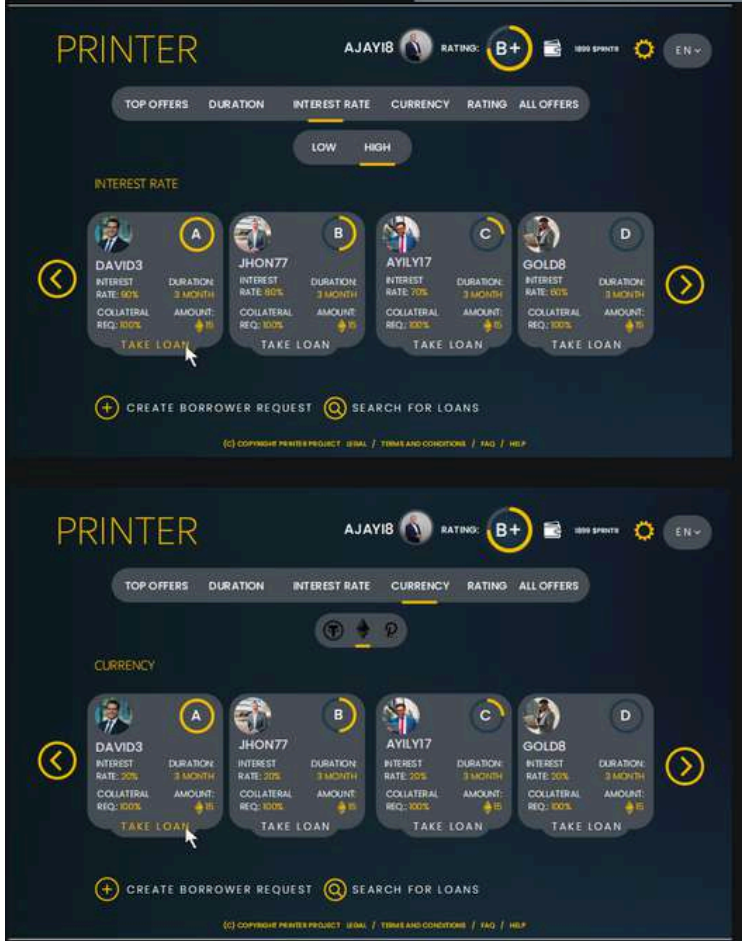 PRINTER AJAYI8 RATING: B+ 1899 $PRNTR EN
TOP OFFERS DURATION INTEREST RATE CURRENCY RATING ALL OFFERS
LOW HIGH
INTEREST RATE
A B C D
DAVID3 JHON77 AYILY17 GOLD8
INTEREST DURATION: INTEREST DURATION: INTEREST DURATION: INTEREST DURATION:
RATE: 90% 3 MONTH RATE: 80% 3 MONTH RATE: 70% 3 MONTH RATE: 60% 3 MONTH
COLLATERAL AMOUNT: COLLATERAL AMOUNT: COLLATERAL AMOUNT: COLLATERAL AMOUNT:
REQ.: 100% 15 REQ.: 100% 15 REQ.: 100% 15 REQ.: 100% 15
TAKE LOAN TAKE LOAN TAKE LOAN TAKE LOAN
CREATE BORROWER REQUEST SEARCH FOR LOANS
(C) COPYRIGHT PRINTER PROJECT LEGAL / TERMS AND CONDITIONS / FAQ / HELP
PRINTER AJAYI8 RATING: B+ 1899 $PRNTR EN
TOP OFFERS DURATION INTEREST RATE CURRENCY RATING ALL OFFERS
CURRENCY
A B C D
DAVID3 JHON77 AYILY17 GOLD8
INTEREST DURATION: INTEREST DURATION: INTEREST DURATION: INTEREST DURATION:
RATE: 20% 3 MONTH RATE: 20% 3 MONTH RATE: 20% 3 MONTH RATE: 20% 3 MONTH
COLLATERAL AMOUNT: COLLATERAL AMOUNT: COLLATERAL AMOUNT: COLLATERAL AMOUNT:
REQ.: 100% 15 REQ.: 100% 15 REQ.: 100% 15 REQ.: 100% 15
TAKE LOAN TAKE LOAN TAKE LOAN TAKE LOAN
CREATE BORROWER REQUEST SEARCH FOR LOANS
(C) COPYRIGHT PRINTER PROJECT LEGAL / TERMS AND CONDITIONS / FAQ / HELP